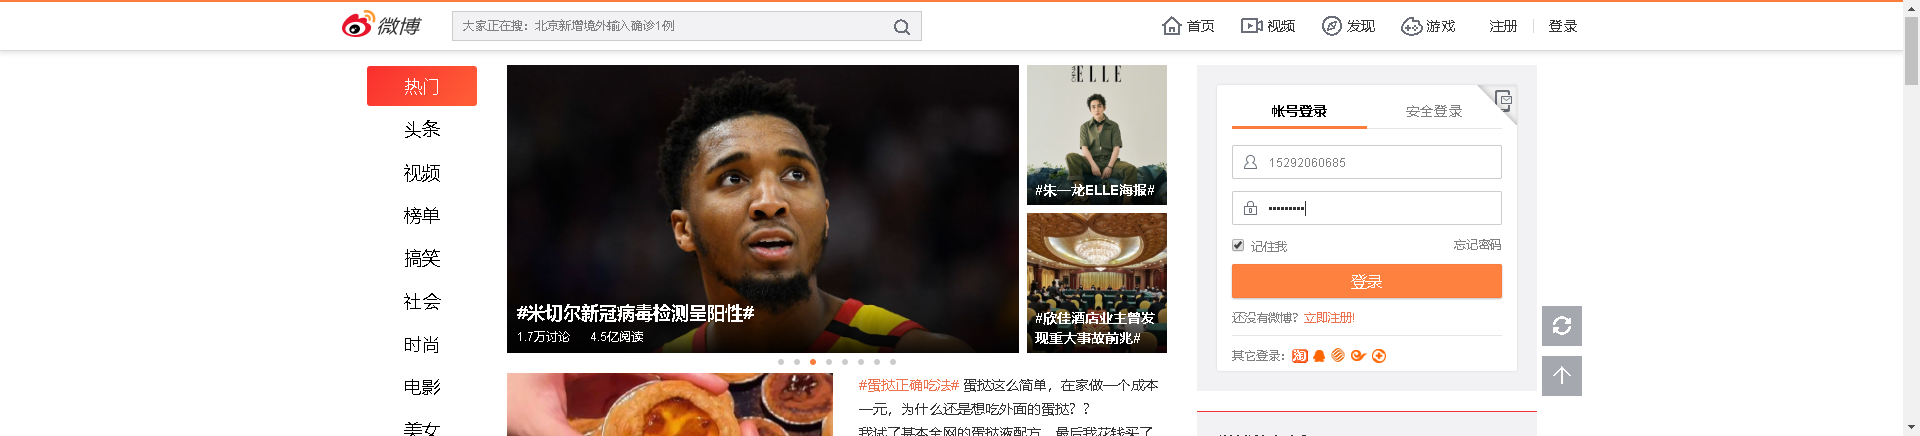 微博
大家正在搜：北京新增境外输入确诊1例
首页
视频
发现
游戏
注册
登录
热门
头条
视频
榜单
搞笑
社会
时尚
电影
美女
#米切尔新冠病毒检测呈阳性#
1.7万讨论 4.5亿阅读
ELLE
#朱一龙ELLE海报#
#欣佳酒店业主曾发
现重大事故前兆#
#蛋挞正确吃法# 蛋挞这么简单，在家做一个成本
一元，为什么还是想吃外面的蛋挞？？
我试了基本全网的蛋挞液配方，最后我花钱买了
帐号登录
安全登录
15292060685
记住我
忘记密码
登录
还没有微博？立即注册!
其它登录：
淘